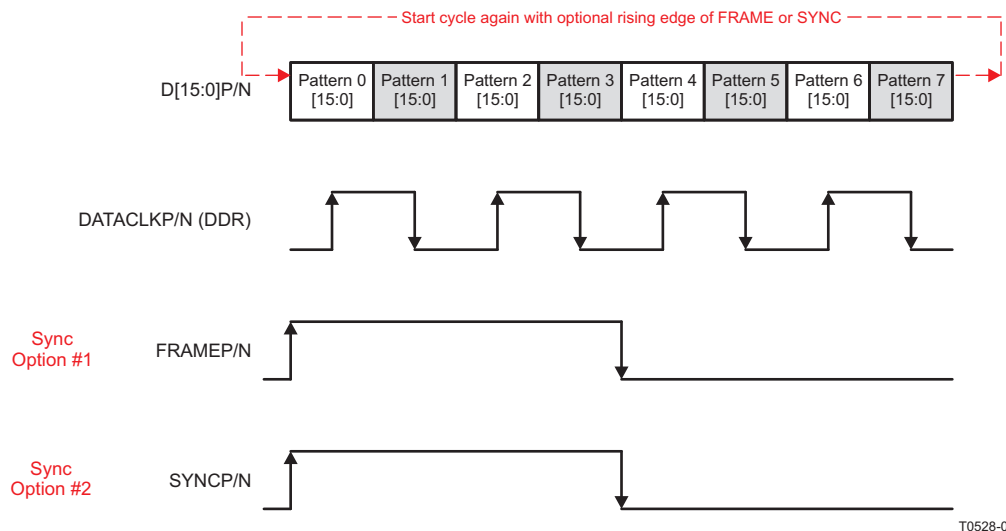 Start cycle again with optional rising edge of FRAME or SYNC
D[15:0]P/N
Pattern 0 Pattern 1 Pattern 2 Pattern 3 Pattern 4 Pattern 5 Pattern 6 Pattern 7
[15:0] [15:0] [15:0] [15:0] [15:0] [15:0] [15:0] [15:0]
DATACLKP/N (DDR)
Sync
Option #1
FRAMEP/N
Sync
Option #2
SYNCP/N